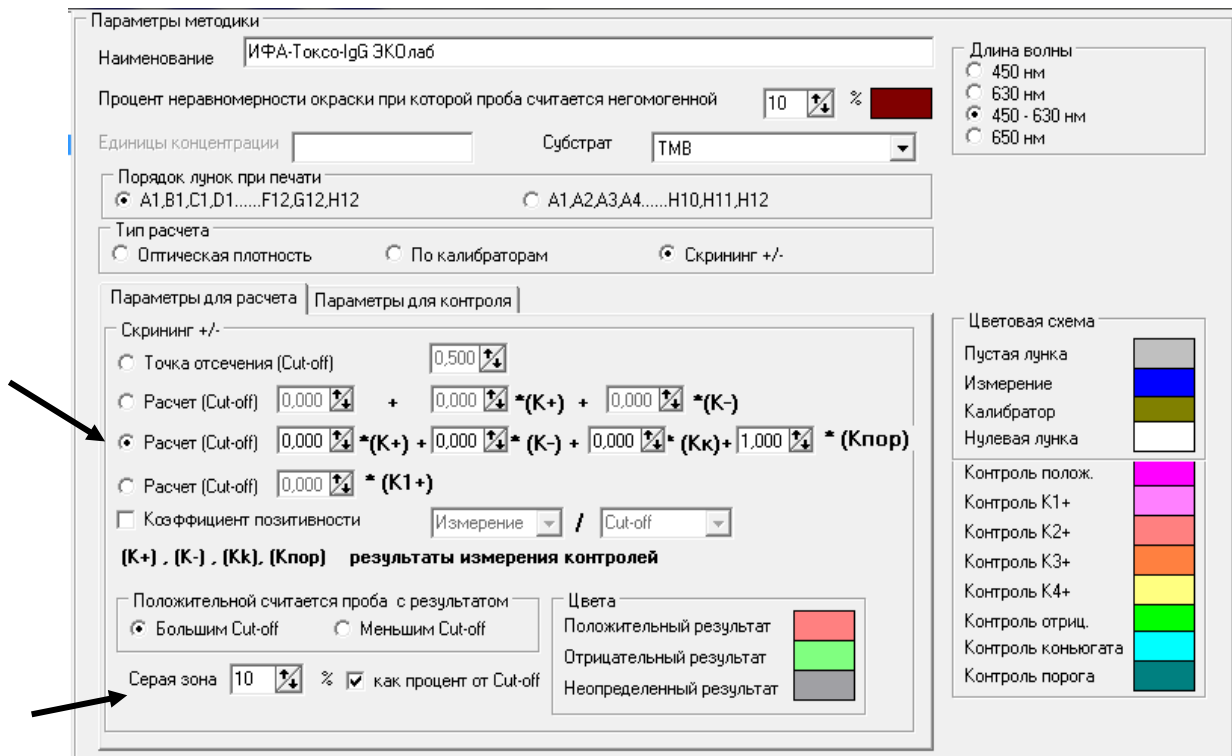 Параметры методики
Наименование ИФА-Токсо-IgG ЭКОлаб
Процент неравномерности окраски при которой проба считается негомогенной 10 %
Единицы концентрации Субстрат TMB
Порядок лунок при печати
A1,B1,C1,D1......F12,G12,H12 A1,A2,A3,A4......H10,H11,H12
Тип расчета
Оптическая плотность По калибраторам Скрининг +/-
Длина волны
450 нм
630 нм
450 - 630 нм
650 нм
Параметры для расчета Параметры для контроля
Скрининг +/-
Точка отсечения (Cut-off) 0,500
Расчет (Cut-off) 0,000 + 0,000 *(K+) + 0,000 *(K-)
Расчет (Cut-off) 0,000 *(K+) + 0,000 * (K-) + 0,000 * (Кк)+ 1,000 * (Кпор)
Расчет (Cut-off) 0,000 * (K1+)
Коэффициент позитивности Измерение / Cut-off
(K+) , (K-) , (Kk), (Кпор) результаты измерения контролей
Положительной считается проба с результатом
Большим Cut-off Меньшим Cut-off
Серая зона 10 % как процент от Cut-off
Цвета
Положительный результат
Отрицательный результат
Неопределенный результат
Цветовая схема
Пустая лунка
Измерение
Калибратор
Нулевая лунка
Контроль полож.
Контроль K1+
Контроль K2+
Контроль K3+
Контроль K4+
Контроль отриц.
Контроль коньюгата
Контроль порога